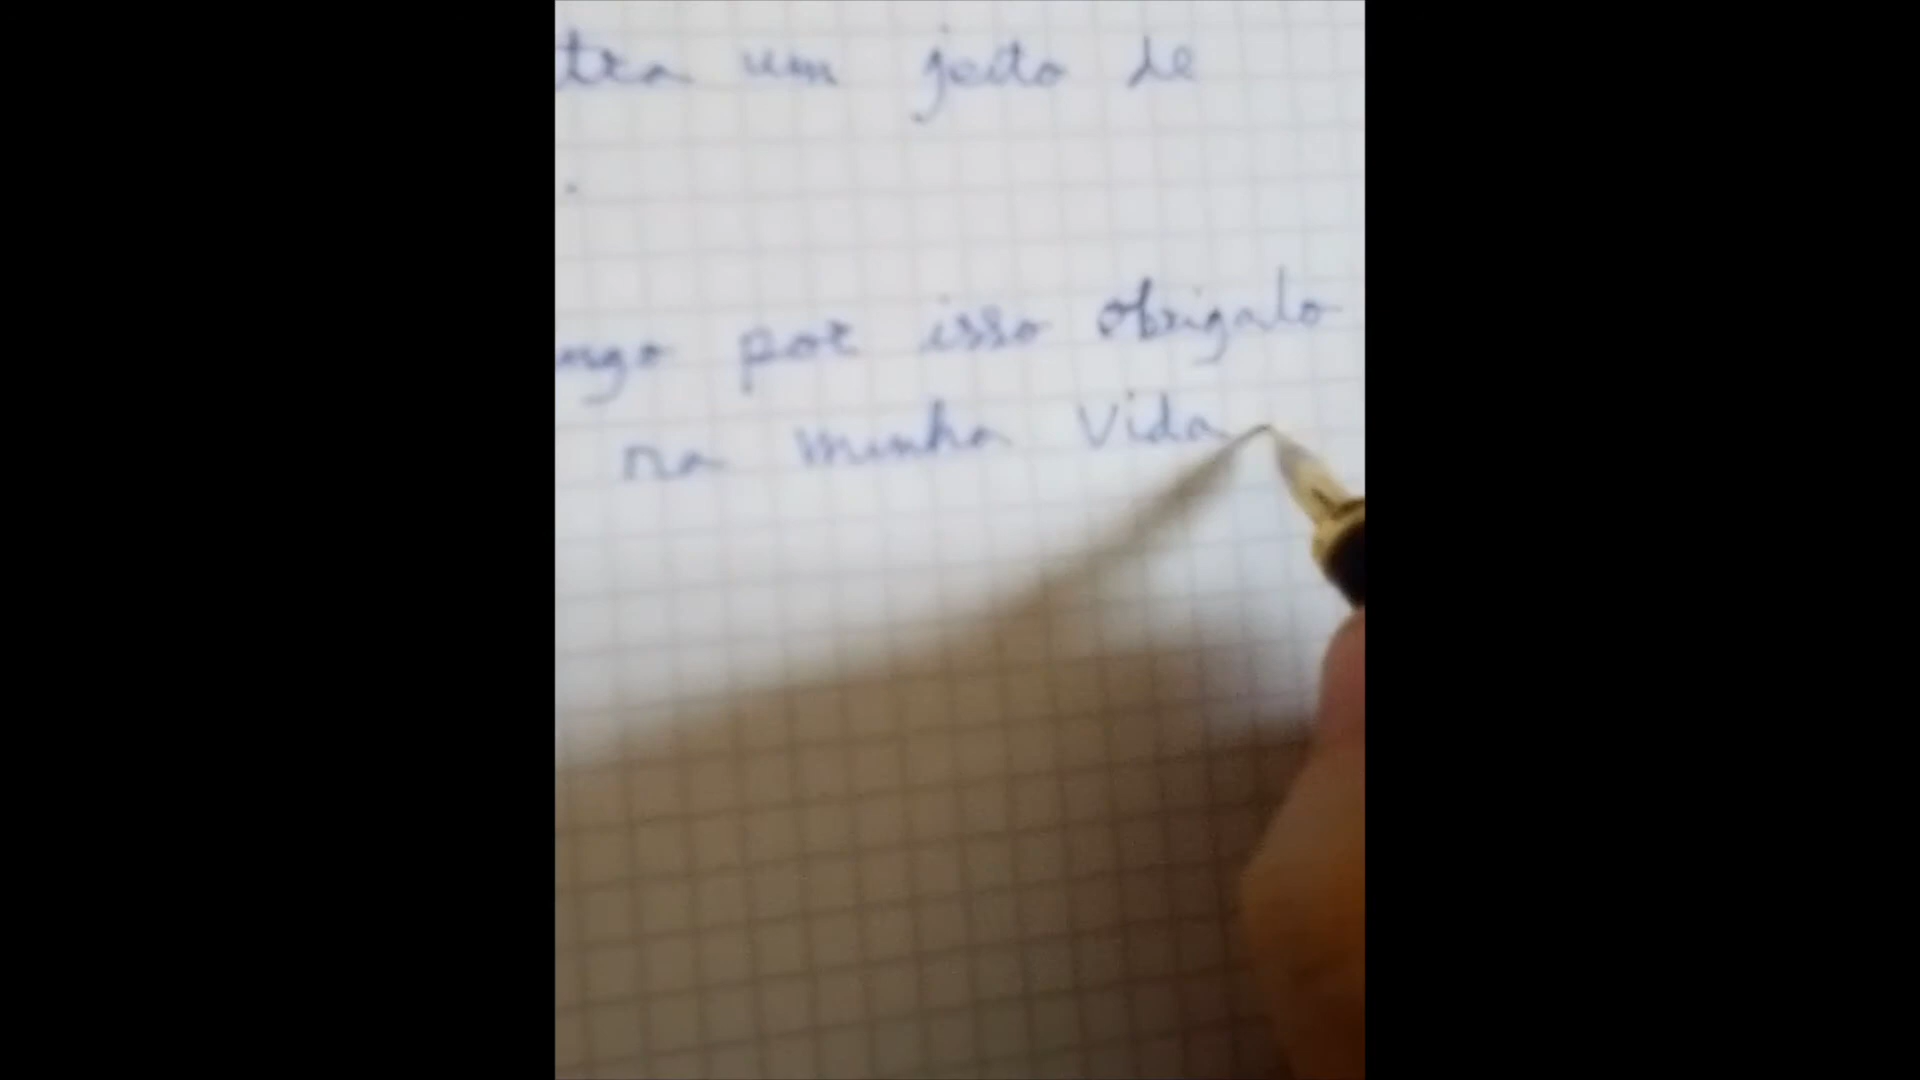 tra um jeito de
.
ngo por isso obrigado
na minha Vida